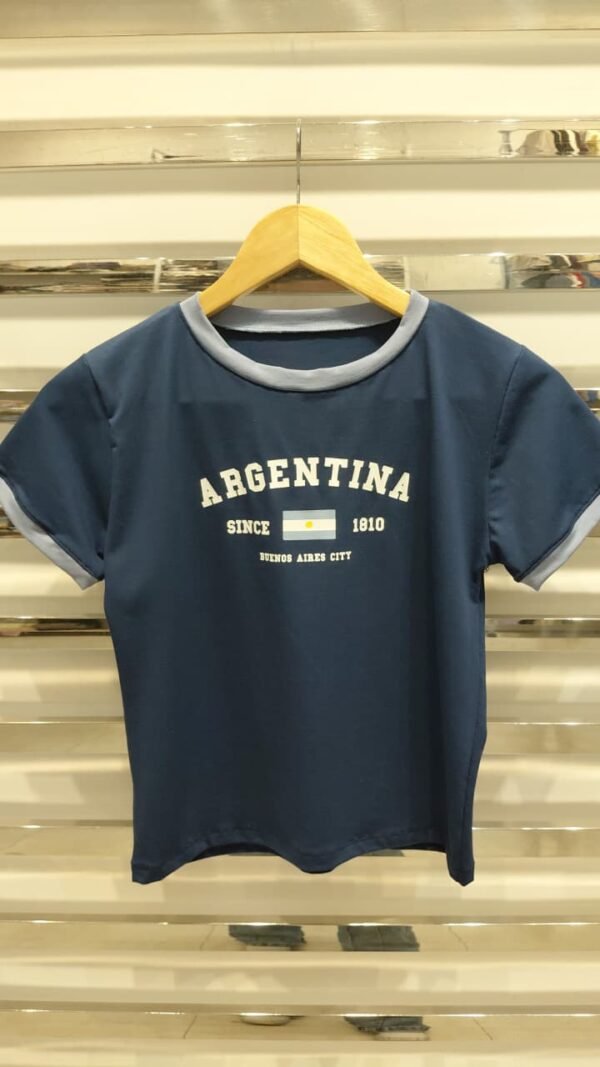 ARGENTINA
SINCE 1810
BUENOS AIRES CITY